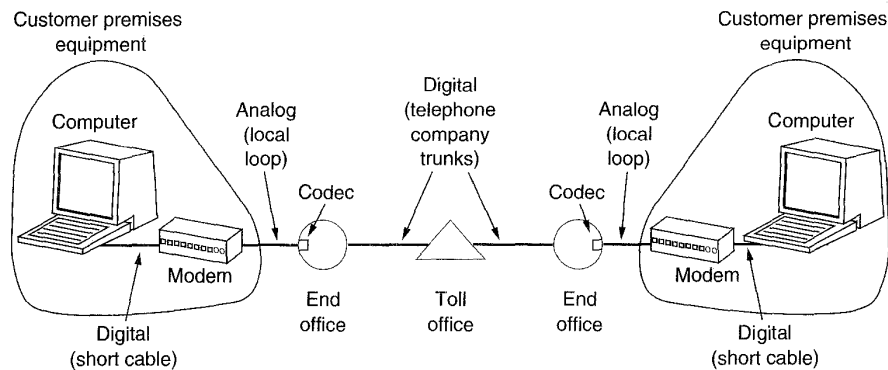 Customer premises
equipment
Computer
Modem
Digital
(short cable)
Analog
(local
loop)
Codec
End
office
Digital
(telephone
company
trunks)
Toll
office
Codec
End
office
Analog
(local
loop)
Customer premises
equipment
Computer
Modem
Digital
(short cable)